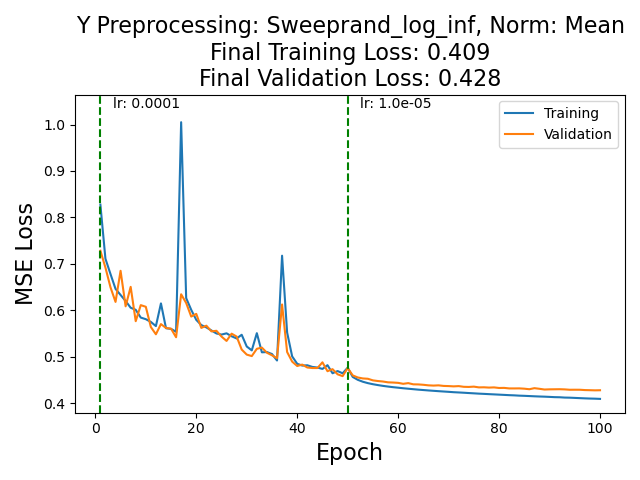 Y Preprocessing: Sweeprand_log_inf, Norm: Mean
Final Training Loss: 0.409
Final Validation Loss: 0.428
lr: 0.0001
lr: 1.0e-05
Training
Validation
1.0
0.9
0.8
0.7
0.6
0.5
0.4
MSE Loss
0
20
40
60
80
100
Epoch